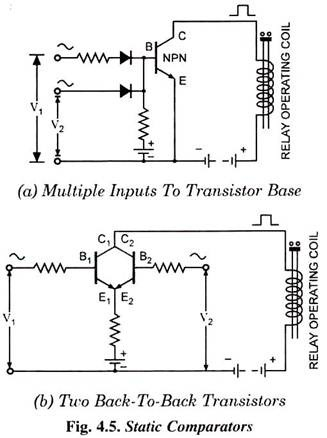 C
B
NPN
E
V1
V2
+
−
− + −
RELAY OPERATING COIL
(a) Multiple Inputs To Transistor Base
C1 C2
B1
B2
E1 E2
V1
V2
+
−
− + −
RELAY OPERATING COIL
(b) Two Back-To-Back Transistors
Fig. 4.5. Static Comparators